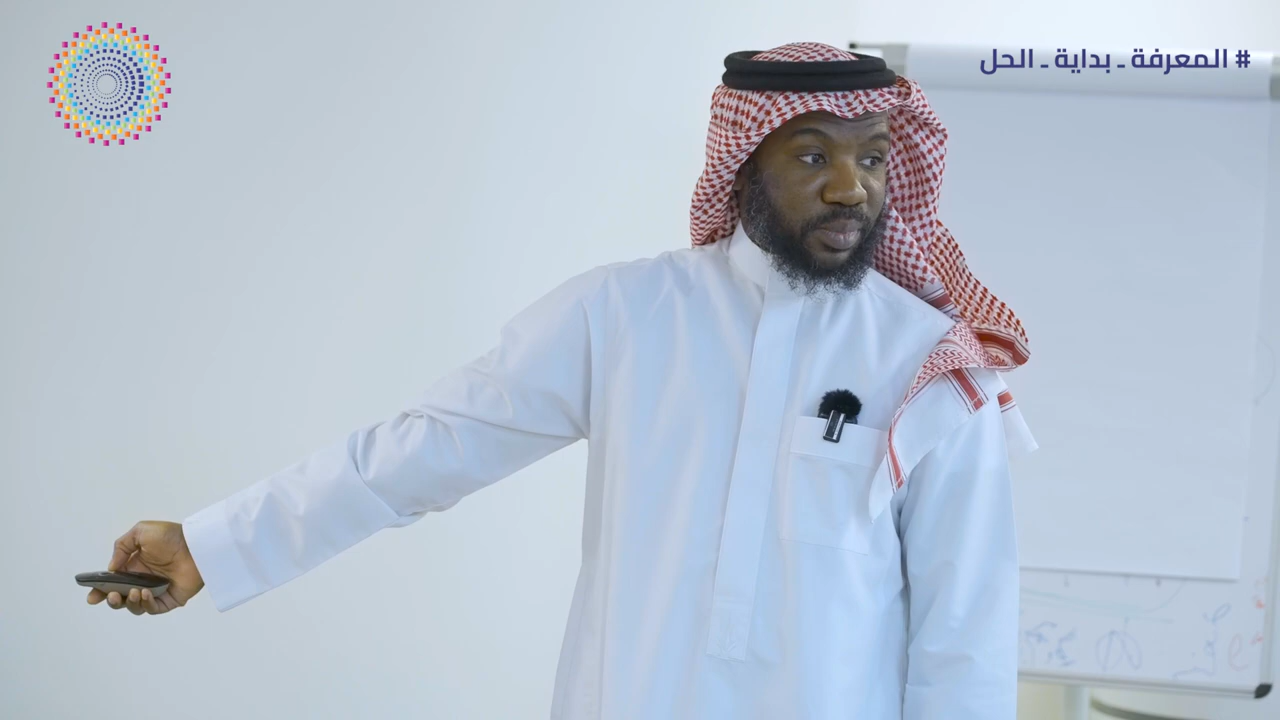 # المعرفة ـ بداية ـ الحل